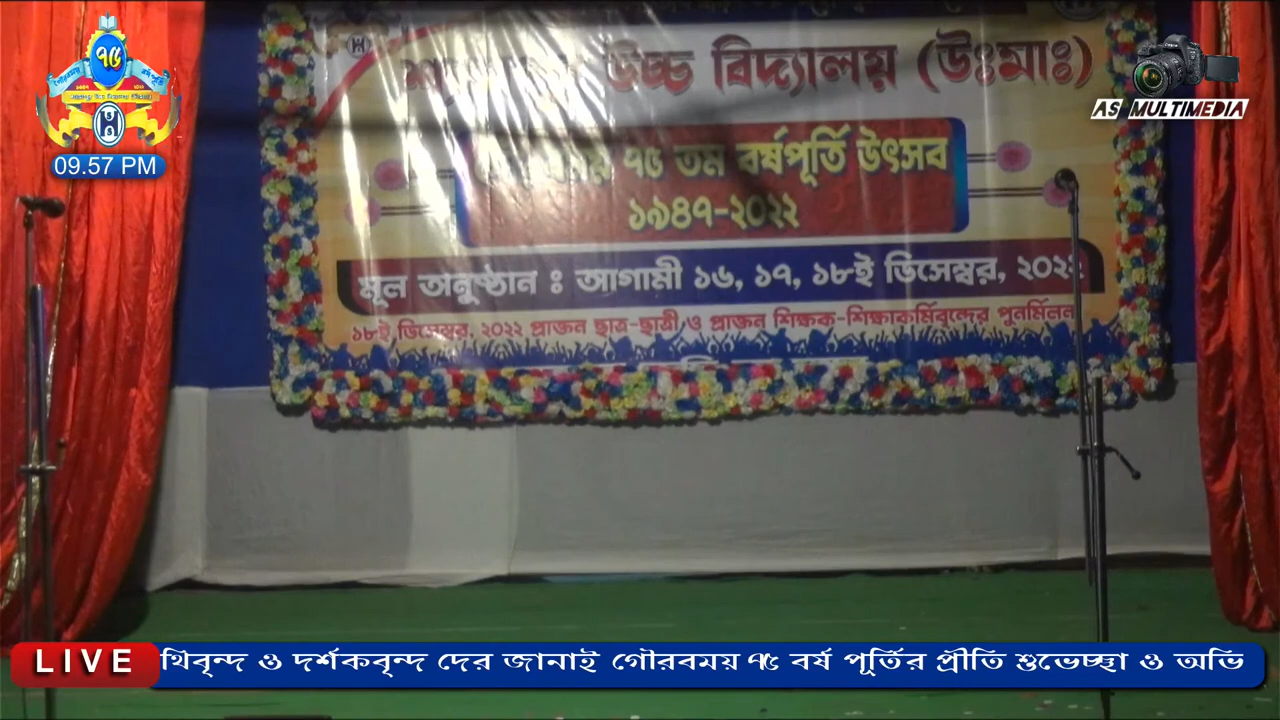 ৭৫
09.57 PM
AS MULTIMEDIA
উচ্চ বিদ্যালয় (উঃমাঃ)
৭৫ তম বর্ষপূর্তি উৎসব
১৯৪৭-২০২২
মূল অনুষ্ঠান ঃ আগামী ১৬, ১৭, ১৮ই ডিসেম্বর, ২০২২
১৮ই ডিসেম্বর, ২০২২ প্রাক্তন ছাত্র-ছাত্রী ও প্রাক্তন শিক্ষক-শিক্ষাকর্মিবৃন্দের পুনর্মিলন
LIVE থিবৃন্দ ও দর্শকবৃন্দ দের জানাই গৌরবময় ৭৫ বর্ষ পূর্তির প্রীতি শুভেচ্ছা ও অভি